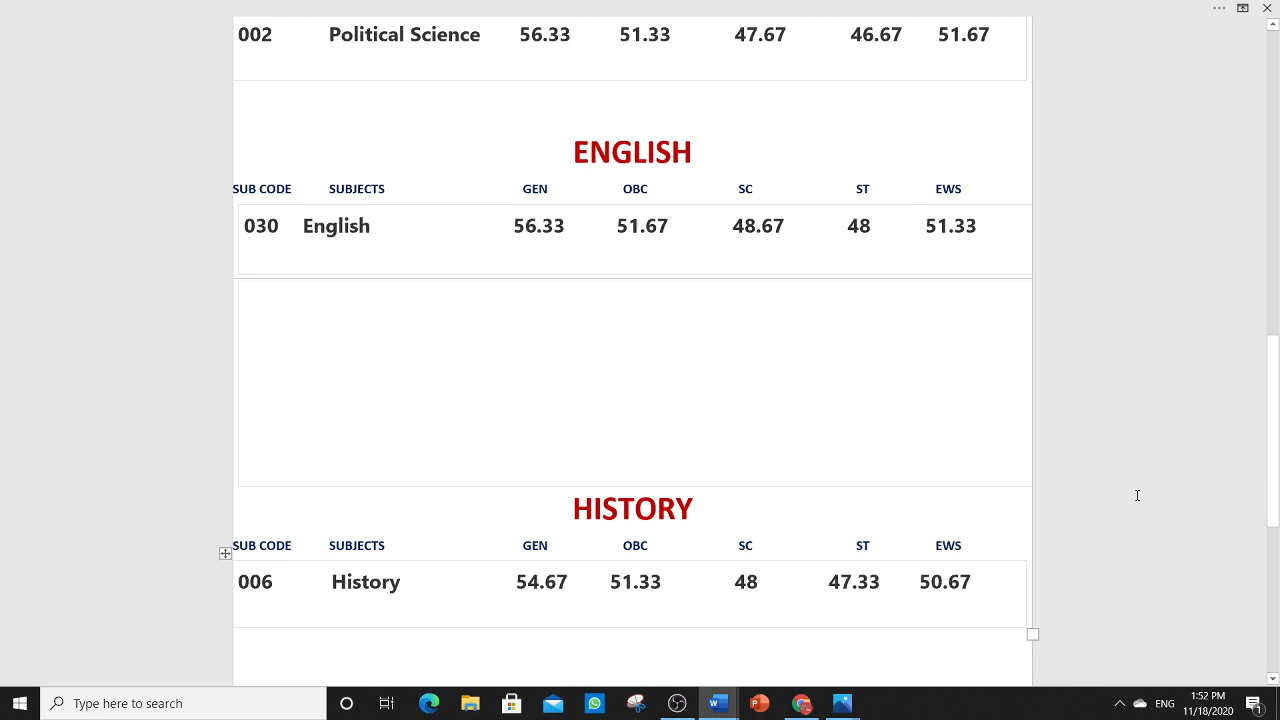 002 Political Science 56.33 51.33 47.67 46.67 51.67
ENGLISH
SUB CODE SUBJECTS GEN OBC SC ST EWS
030 English 56.33 51.67 48.67 48 51.33
HISTORY
SUB CODE SUBJECTS GEN OBC SC ST EWS
006 History 54.67 51.33 48 47.33 50.67
Type here to search
ENG
1:52 PM
11/18/2020
1